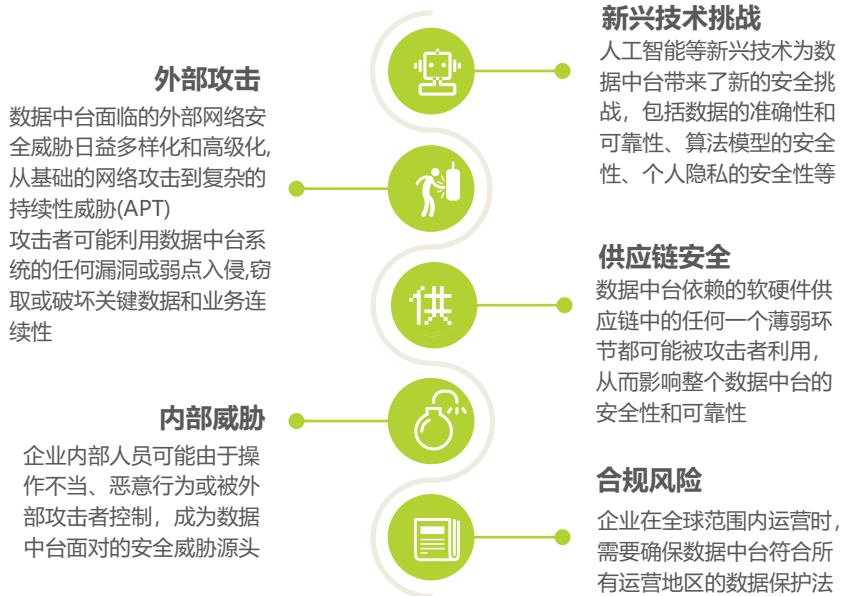 新兴技术挑战
人工智能等新兴技术为数
据中台带来了新的安全挑
战，包括数据的准确性和
可靠性、算法模型的安全
性、个人隐私的安全性等
外部攻击
数据中台面临的外部网络安
全威胁日益多样化和高级化,
从基础的网络攻击到复杂的
持续性威胁(APT)
攻击者可能利用数据中台系
统的任何漏洞或弱点入侵,窃
取或破坏关键数据和业务连
续性
供
供应链安全
数据中台依赖的软硬件供
应链中的任何一个薄弱环
节都可能被攻击者利用，
从而影响整个数据中台的
安全性和可靠性
内部威胁
企业内部人员可能由于操
作不当、恶意行为或被外
部攻击者控制，成为数据
中台面对的安全威胁源头
合规风险
企业在全球范围内运营时，
需要确保数据中台符合所
有运营地区的数据保护法